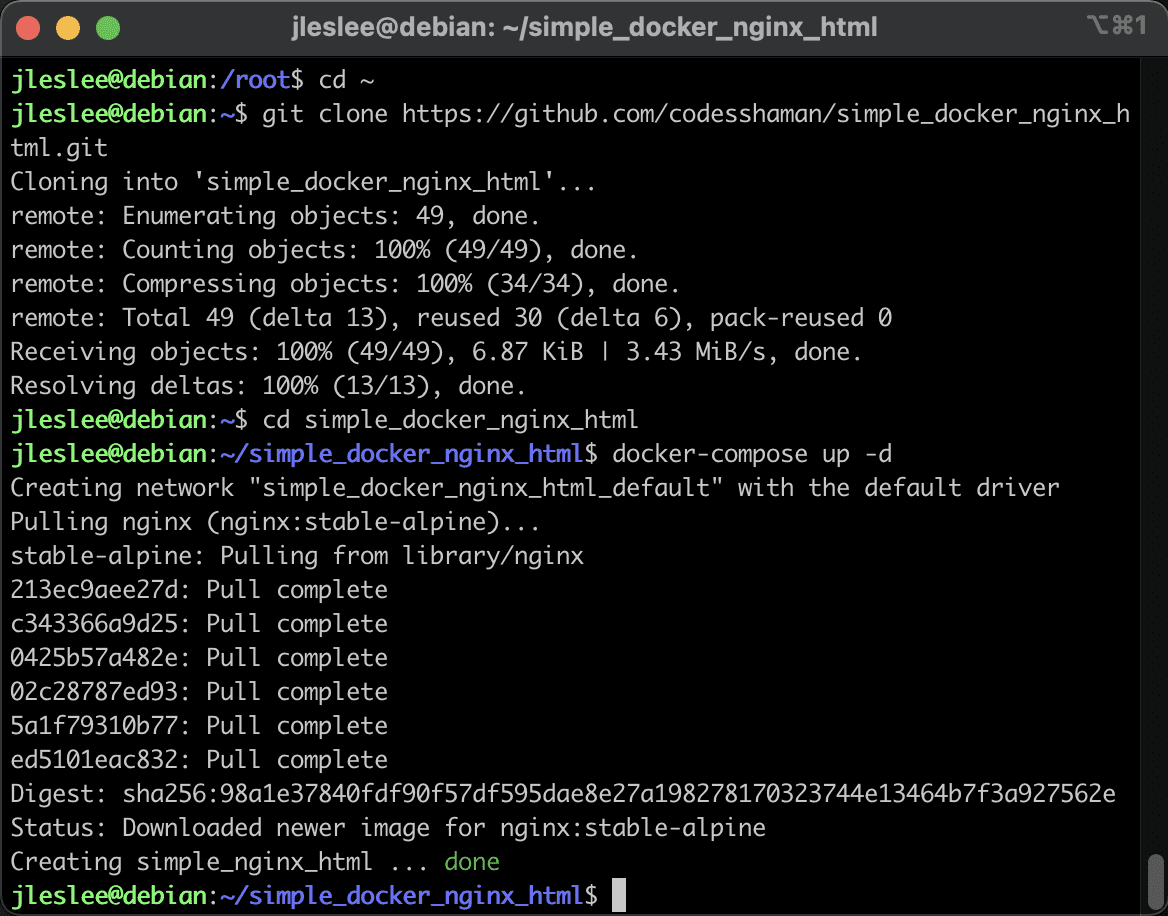 jleslee@debian: ~/simple_docker_nginx_html
⌥⌘1
jleslee@debian:/root$ cd ~
jleslee@debian:~$ git clone https://github.com/codesshaman/simple_docker_nginx_h
tml.git
Cloning into 'simple_docker_nginx_html'...
remote: Enumerating objects: 49, done.
remote: Counting objects: 100% (49/49), done.
remote: Compressing objects: 100% (34/34), done.
remote: Total 49 (delta 13), reused 30 (delta 6), pack-reused 0
Receiving objects: 100% (49/49), 6.87 KiB | 3.43 MiB/s, done.
Resolving deltas: 100% (13/13), done.
jleslee@debian:~$ cd simple_docker_nginx_html
jleslee@debian:~/simple_docker_nginx_html$ docker-compose up -d
Creating network "simple_docker_nginx_html_default" with the default driver
Pulling nginx (nginx:stable-alpine)...
stable-alpine: Pulling from library/nginx
213ec9aee27d: Pull complete
c343366a9d25: Pull complete
0425b57a482e: Pull complete
02c28787ed93: Pull complete
5a1f79310b77: Pull complete
ed5101eac832: Pull complete
Digest: sha256:98a1e37840fdf90f57df595dae8e27a198278170323744e13464b7f3a927562e
Status: Downloaded newer image for nginx:stable-alpine
Creating simple_nginx_html ... done
jleslee@debian:~/simple_docker_nginx_html$